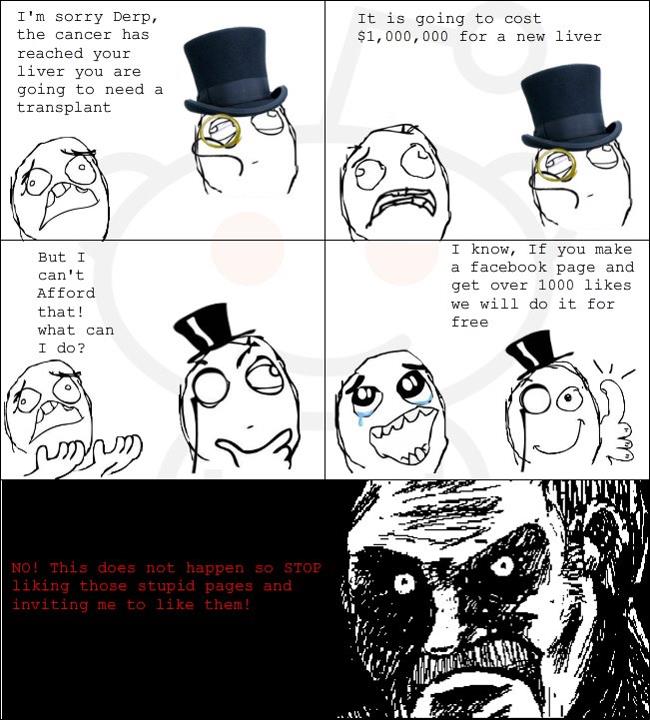 I'm sorry Derp,
the cancer has
reached your
liver you are
going to need a
transplant
It is going to cost
$1,000,000 for a new liver
But I
can't
Afford
that!
what can
I do?
I know, If you make
a facebook page and
get over 1000 likes
we will do it for
free
NO! This does not happen so STOP
liking those stupid pages and
inviting me to like them!